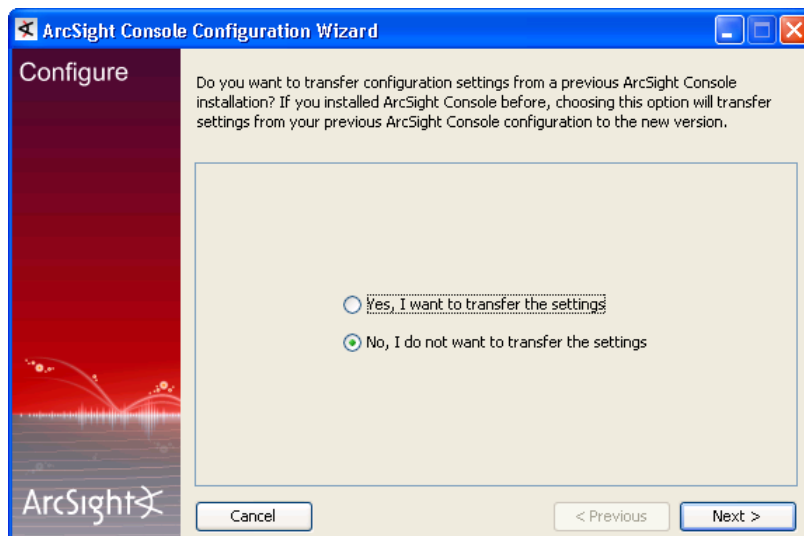 ArcSight Console Configuration Wizard
Configure
Do you want to transfer configuration settings from a previous ArcSight Console
installation? If you installed ArcSight Console before, choosing this option will transfer
settings from your previous ArcSight Console configuration to the new version.
Yes, I want to transfer the settings
No, I do not want to transfer the settings
ArcSight
Cancel
< Previous
Next >